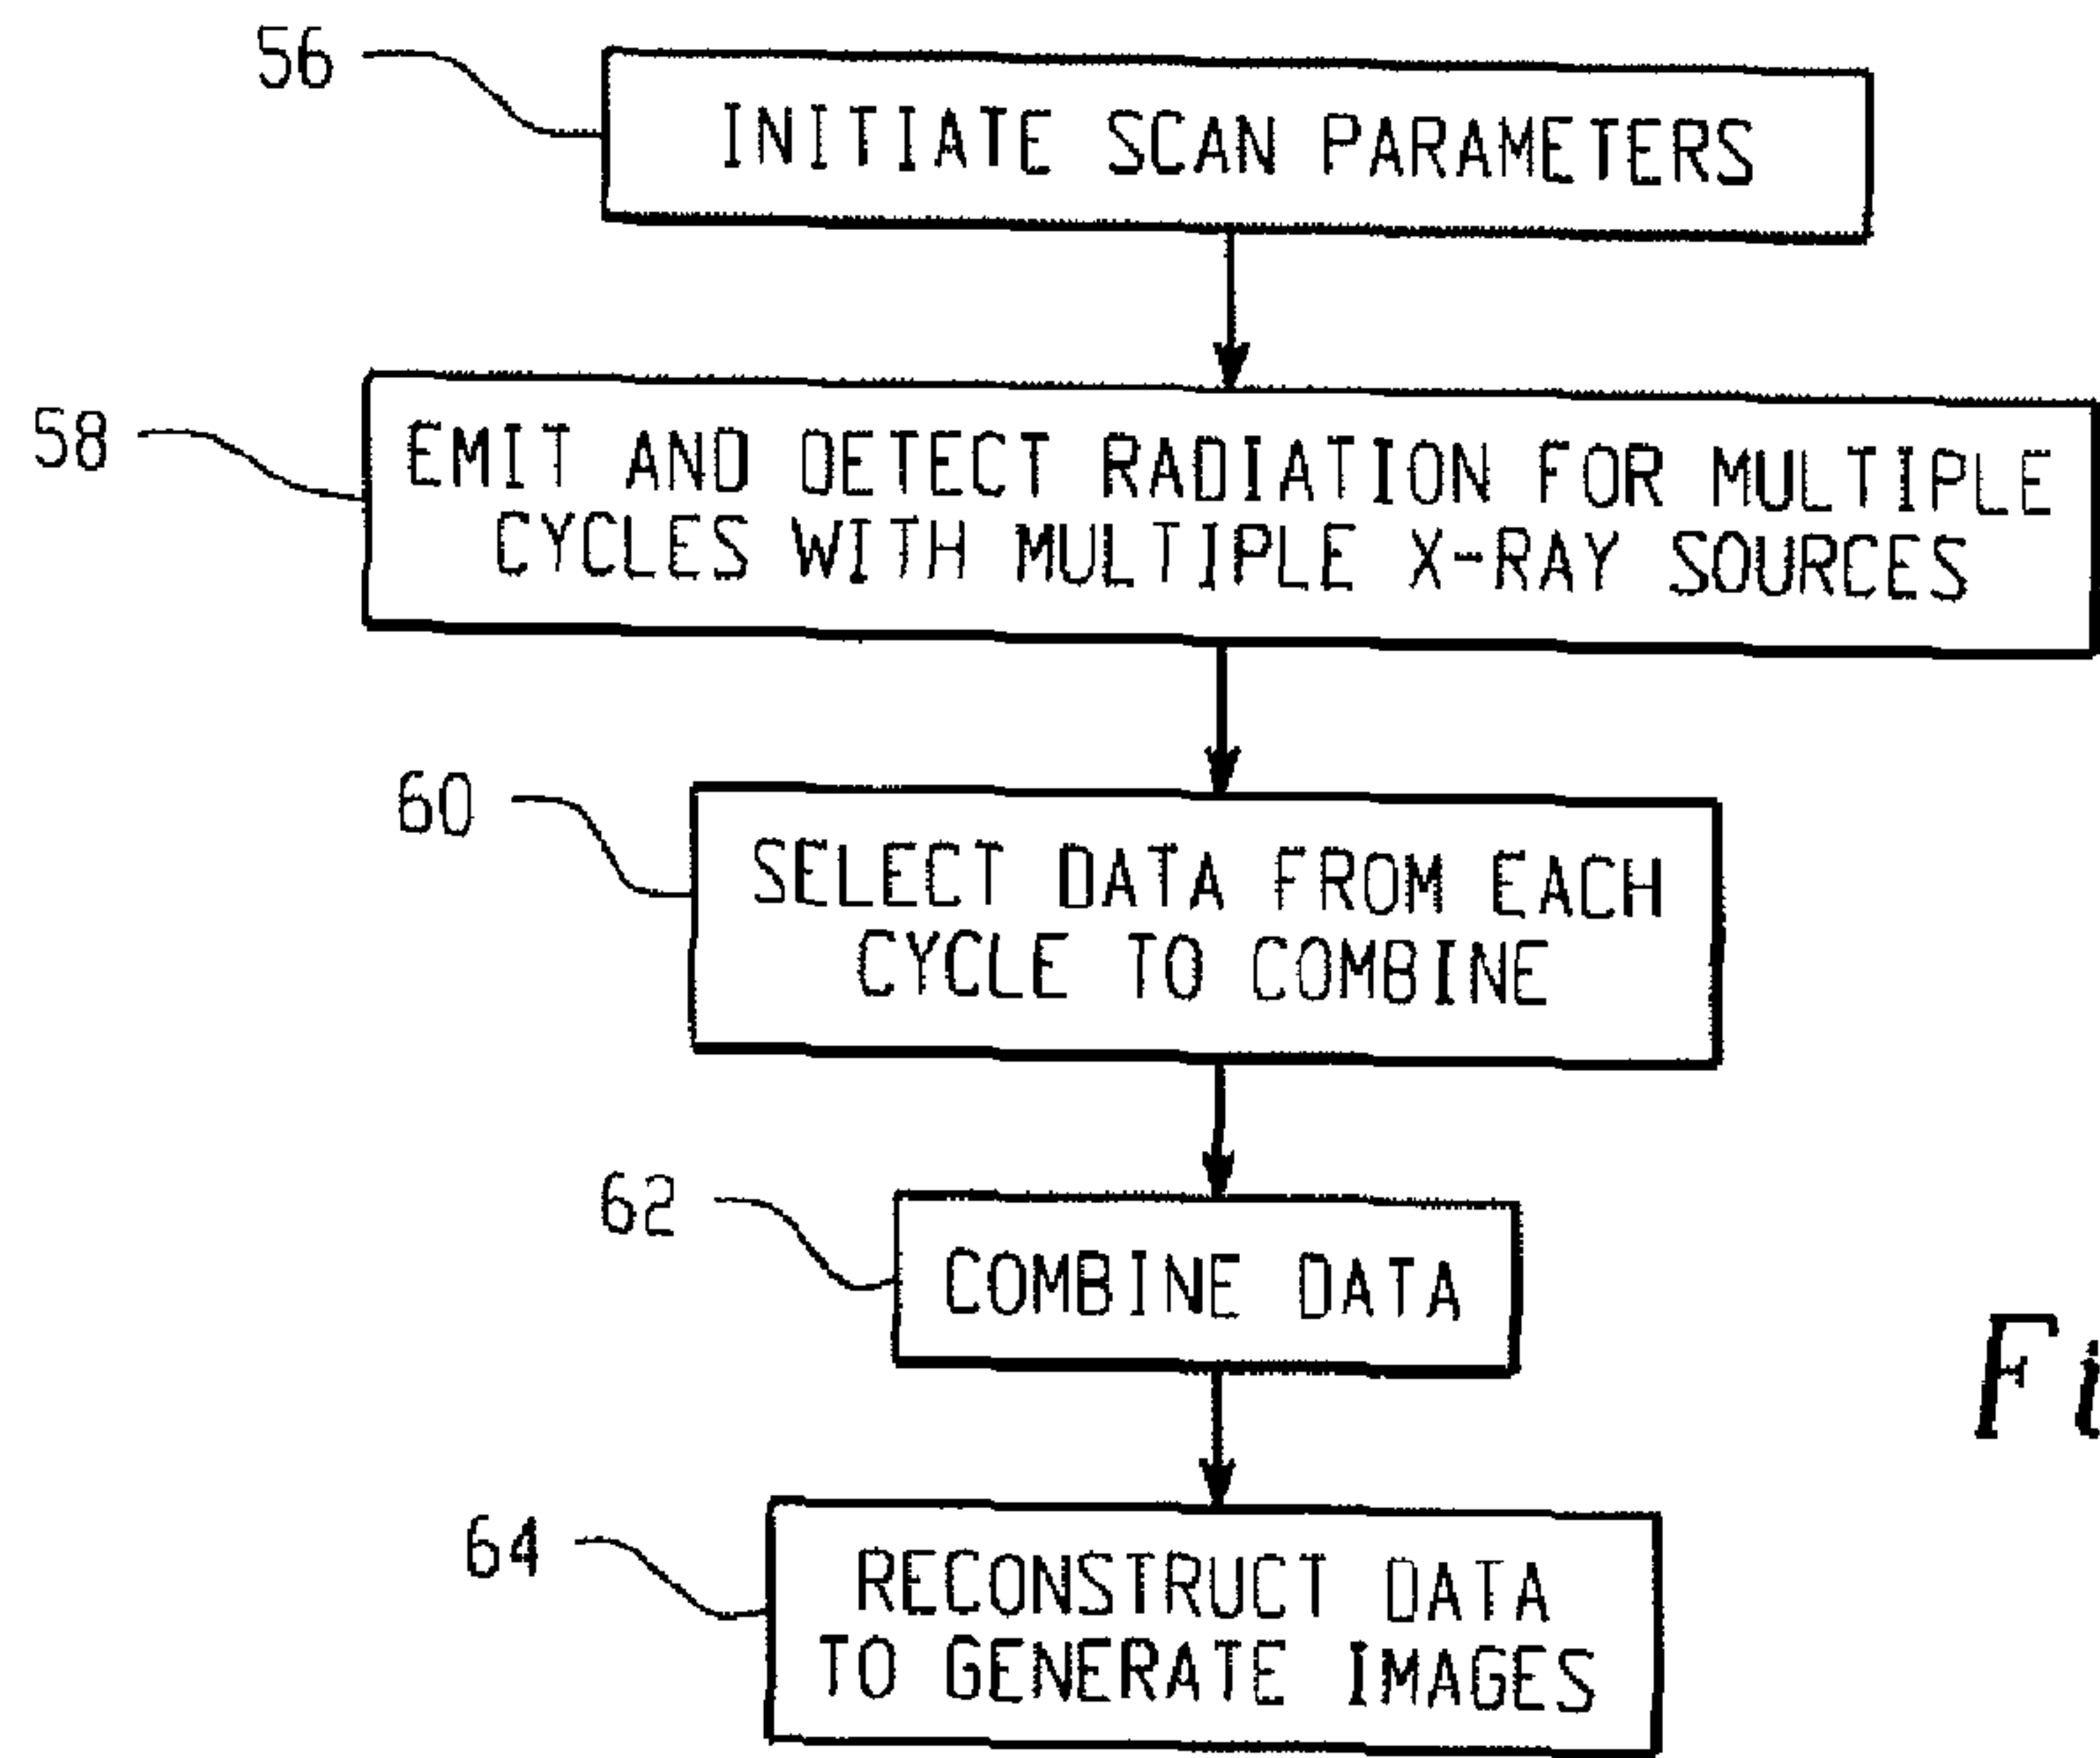 56
INITIATE SCAN PARAMETERS
58
EMIT AND DETECT RADIATION FOR MULTIPLE
CYCLES WITH MULTIPLE X-RAY SOURCES
60
SELECT DATA FROM EACH
CYCLE TO COMBINE
62
COMBINE DATA
64
RECONSTRUCT DATA
TO GENERATE IMAGES